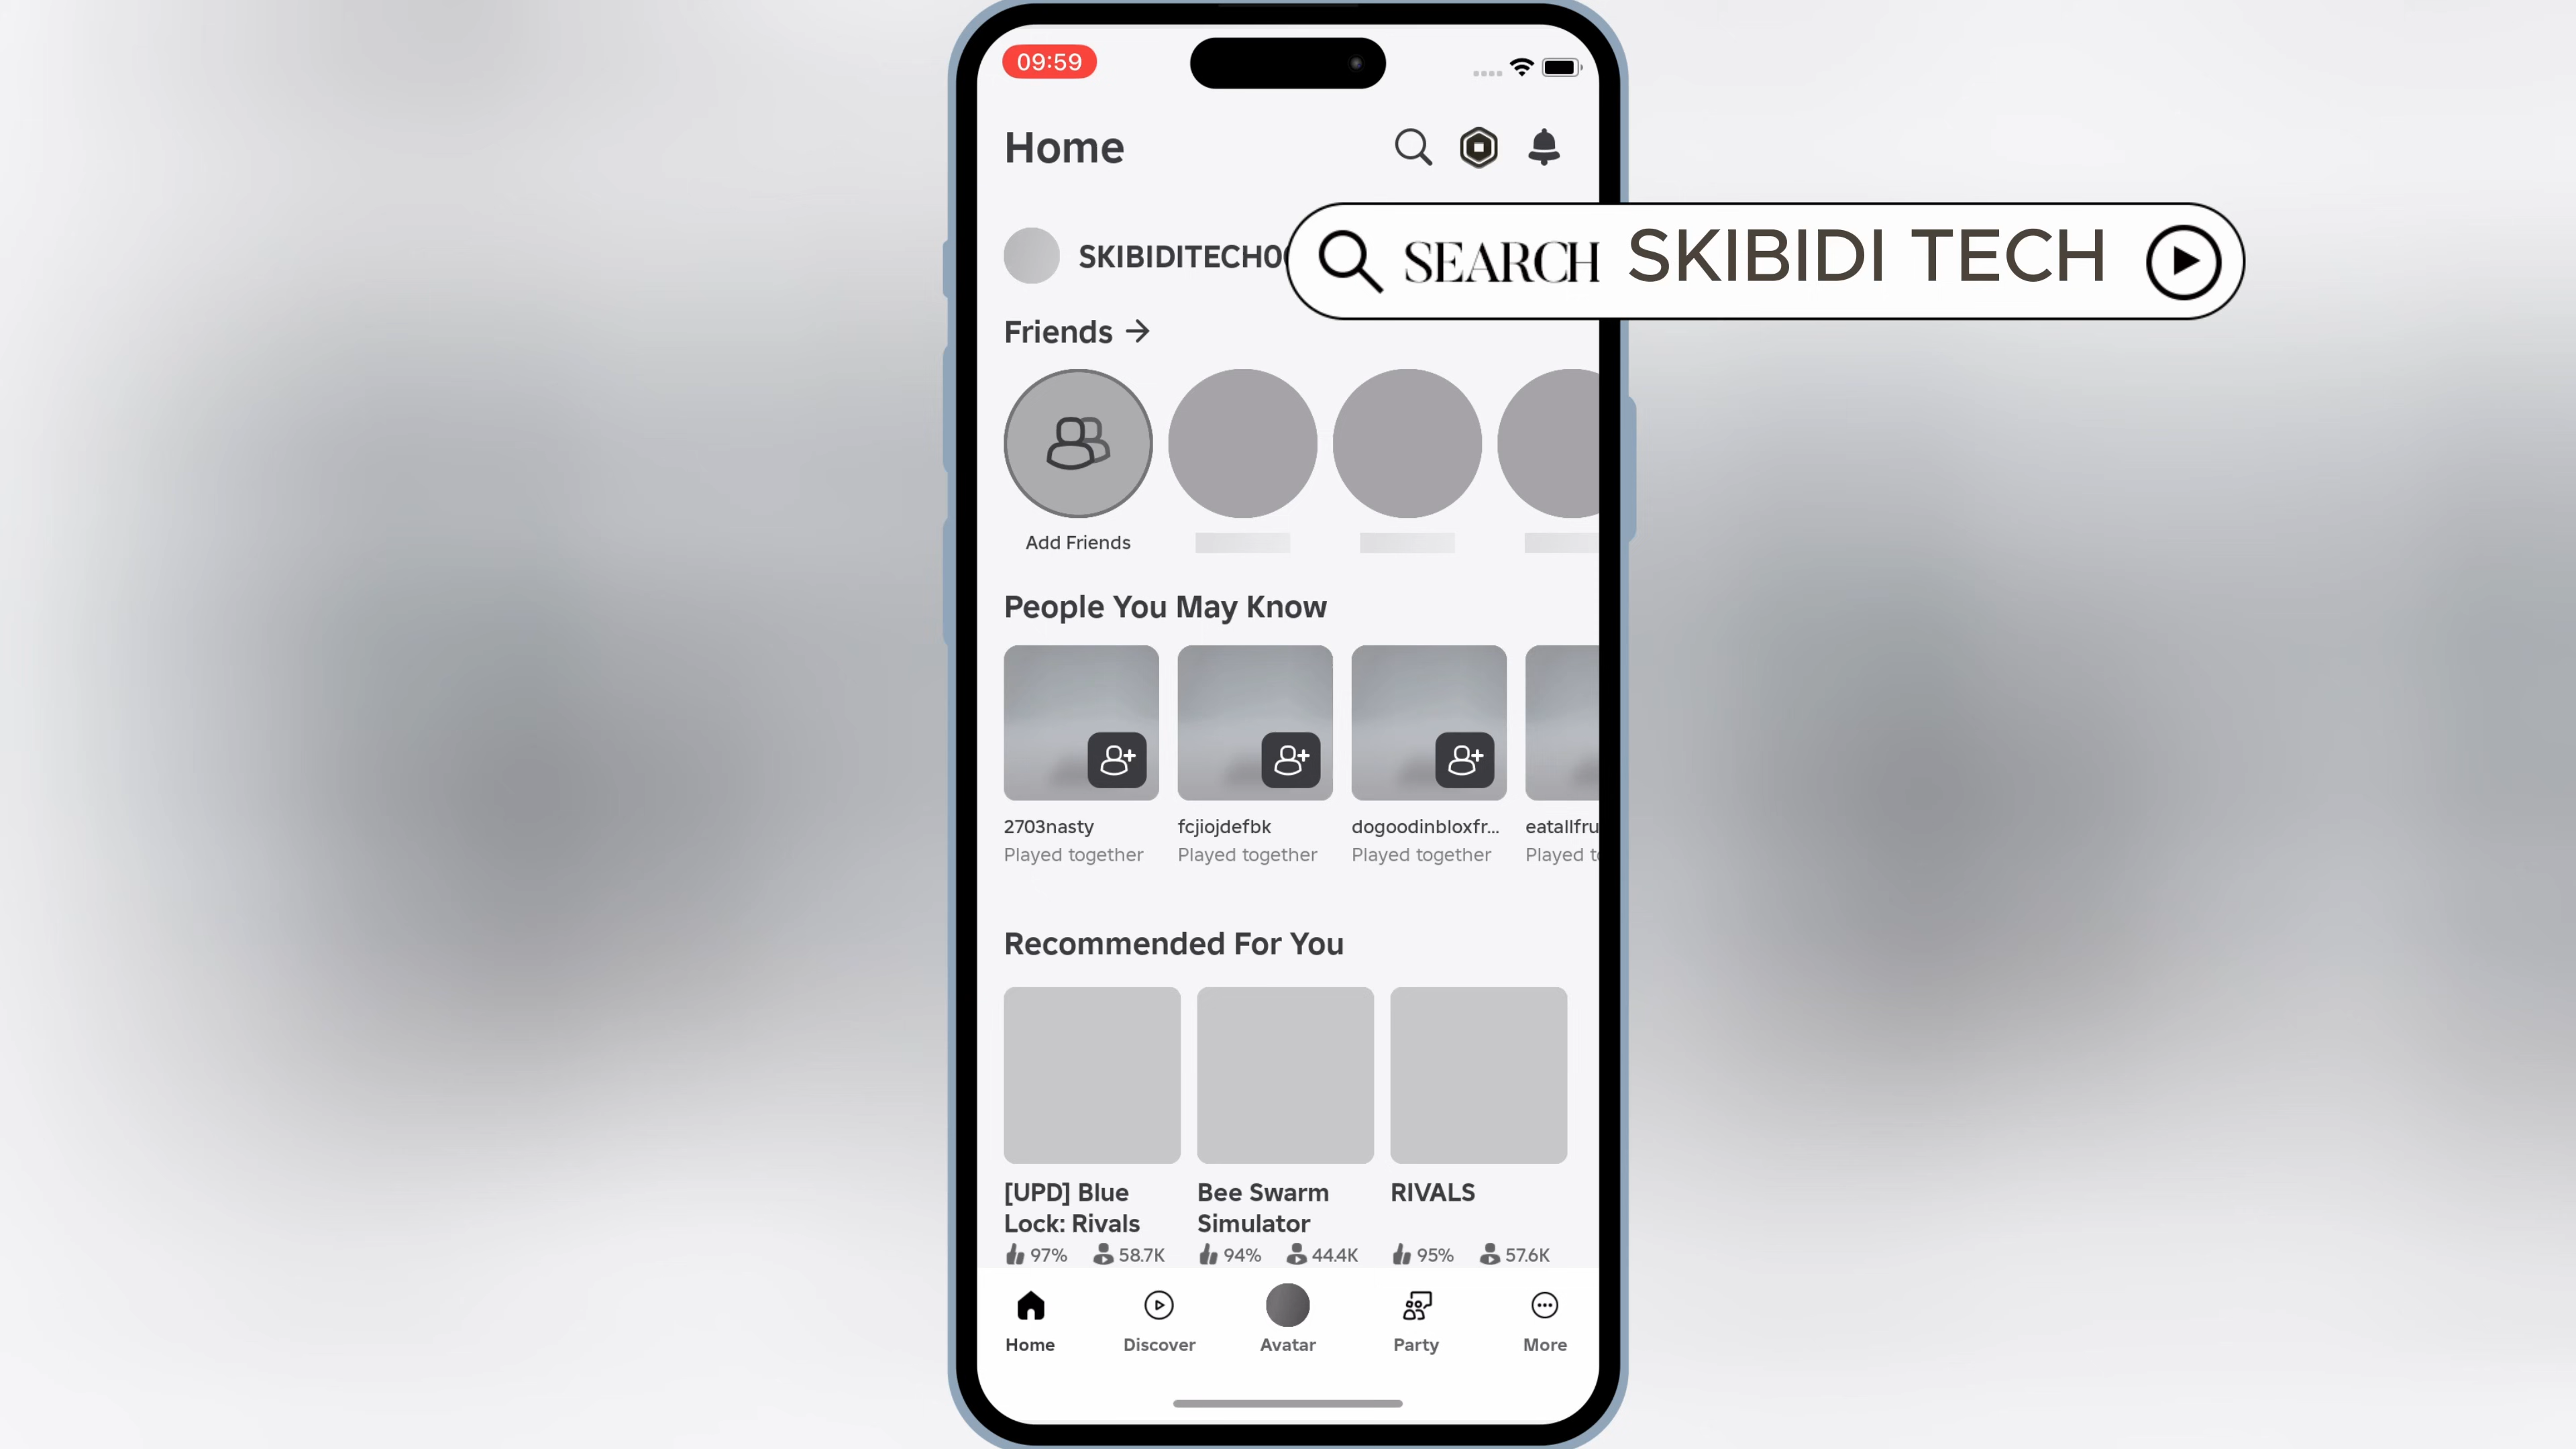 09:59
Home
SKIBIDITECH0
SEARCH SKIBIDI TECH
Friends →
Add Friends
People You May Know
2703nasty fcjiojdefbk dogoodinbloxfr... eatallfru
Played together Played together Played together Played t
Recommended For You
[UPD] Blue Bee Swarm RIVALS
Lock: Rivals Simulator
97% 58.7K 94% 44.4K 95% 57.6K
Home Discover Avatar Party More